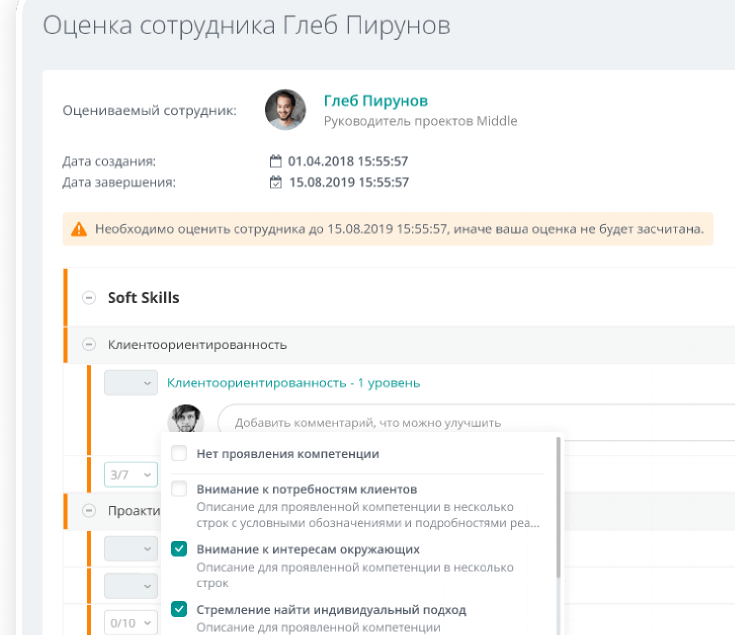 Оценка сотрудника Глеб Пирунов
Оцениваемый сотрудник:
Глеб Пирунов
Руководитель проектов Middle
Дата создания:
01.04.2018 15:55:57
Дата завершения:
15.08.2019 15:55:57
Необходимо оценить сотрудника до 15.08.2019 15:55:57, иначе ваша оценка не будет засчитана.
Soft Skills
Клиентоориентированность
Клиентоориентированность - 1 уровень
Добавить комментарий, что можно улучшить
Нет проявления компетенции
3/7
Внимание к потребностям клиентов
Описание для проявленной компетенции в несколько
строк с условными обозначениями и подробностями реа...
Проакти
Внимание к интересам окружающих
Описание для проявленной компетенции в несколько
строк
Стремление найти индивидуальный подход
Описание для проявленной компетенции
0/10